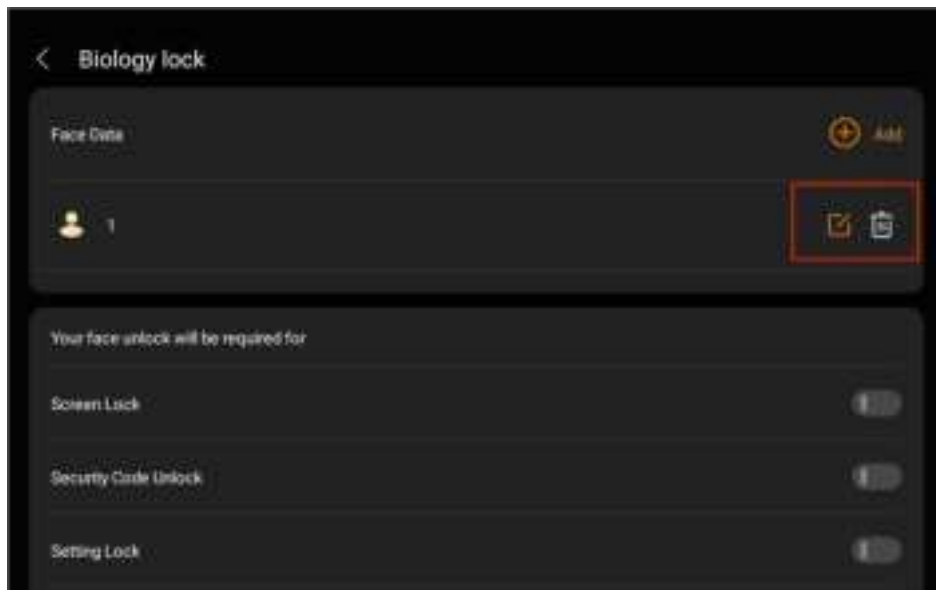 Biology lock
Face Data
Add
1
Your face unlock will be required for
Screen Lock
Security Code Unlock
Setting Lock